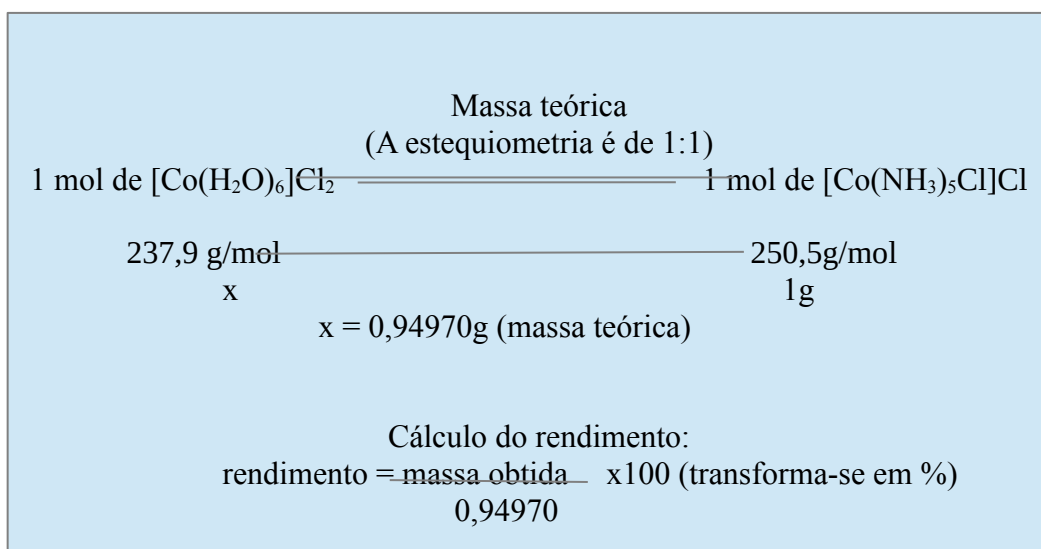 Massa teórica
(A estequiometria é de 1:1)
1 mol de [Co(H₂O)₆]Cl₂ 1 mol de [Co(NH₃)₅Cl]Cl
237,9 g/mol 250,5g/mol
x 1g
x = 0,94970g (massa teórica)
Cálculo do rendimento:
rendimento = massa obtida x100 (transforma-se em %)
0,94970